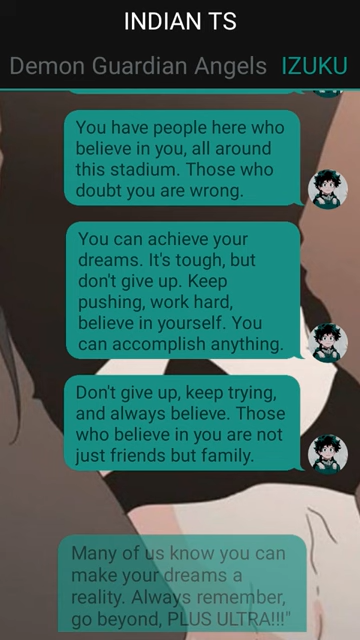 INDIAN TS
Demon Guardian Angels IZUKU
You have people here who
believe in you, all around
this stadium. Those who
doubt you are wrong.
You can achieve your
dreams. It's tough, but
don't give up. Keep
pushing, work hard,
believe in yourself. You
can accomplish anything.
Don't give up, keep trying,
and always believe. Those
who believe in you are not
just friends but family.
Many of us know you can
make your dreams a
reality. Always remember,
go beyond, PLUS ULTRA!!!"